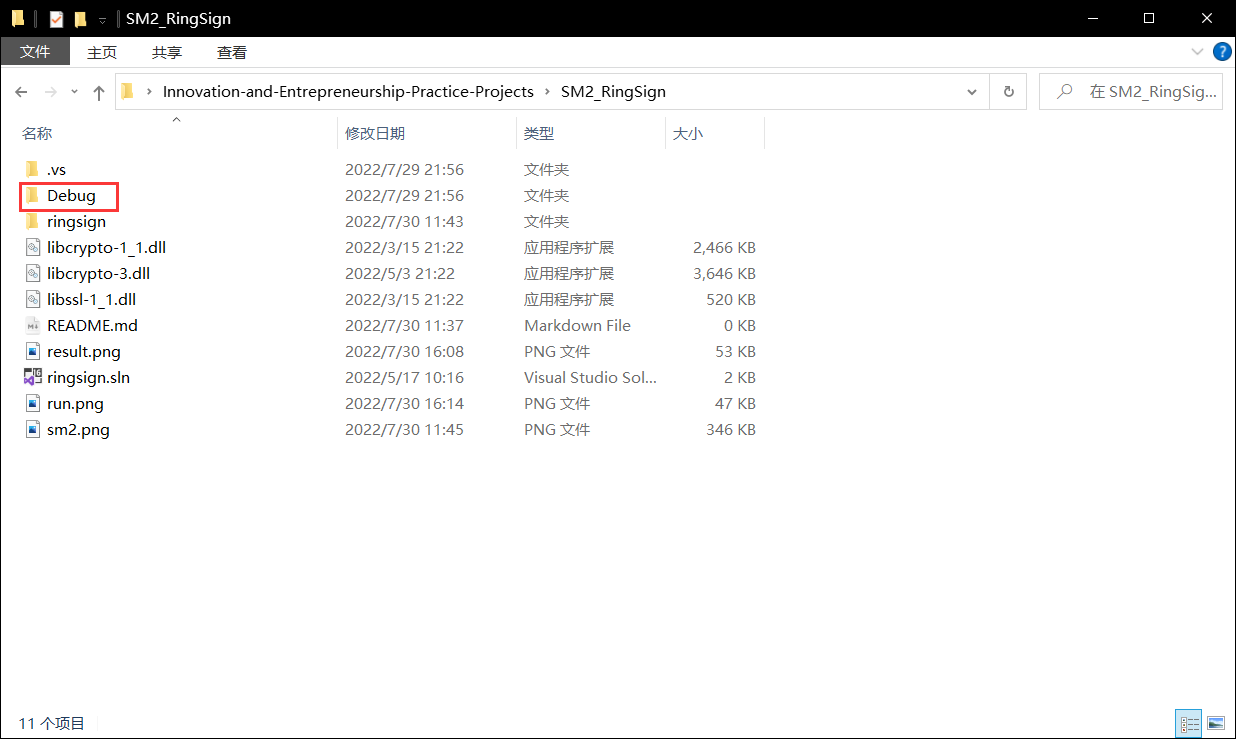 SM2_RingSign
文件 主页 共享 查看
Innovation-and-Entrepreneurship-Practice-Projects › SM2_RingSign 在 SM2_RingSig...
名称 修改日期 类型 大小
.vs 2022/7/29 21:56 文件夹
Debug 2022/7/29 21:56 文件夹
ringsign 2022/7/30 11:43 文件夹
libcrypto-1_1.dll 2022/3/15 21:22 应用程序扩展 2,466 KB
libcrypto-3.dll 2022/5/3 21:22 应用程序扩展 3,646 KB
libssl-1_1.dll 2022/3/15 21:22 应用程序扩展 520 KB
README.md 2022/7/30 11:37 Markdown File 0 KB
result.png 2022/7/30 16:08 PNG 文件 53 KB
ringsign.sln 2022/5/17 10:16 Visual Studio Sol... 2 KB
run.png 2022/7/30 16:14 PNG 文件 47 KB
sm2.png 2022/7/30 11:45 PNG 文件 346 KB
11 个项目